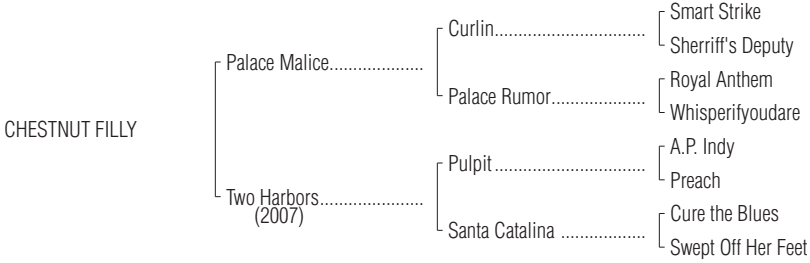 Smart Strike
Curlin................................
Sherriff's Deputy
Palace Malice....................
Royal Anthem
Palace Rumor....................
Whisperifyoudare
CHESTNUT FILLY
A.P. Indy
Pulpit................................
Preach
Two Harbors......................
(2007)
Cure the Blues
Santa Catalina ..................
Swept Off Her Feet